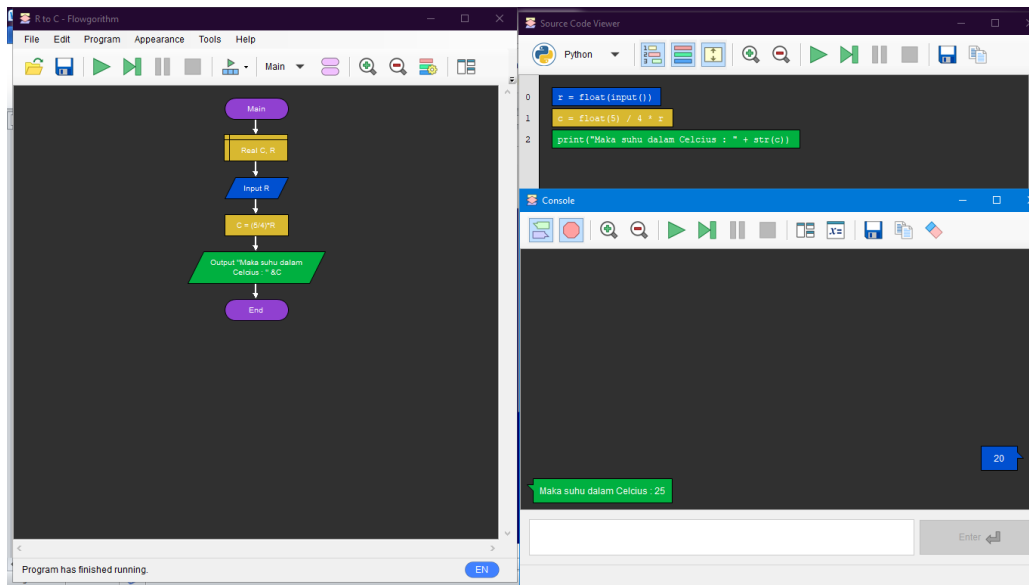 R to C - Flowgorithm
File Edit Program Appearance Tools Help
Main
Main
Real C, R
Input R
C = (5/4)*R
Output "Maka suhu dalam
Celcius : " &C
End
Program has finished running.
EN
Source Code Viewer
Python
0 r = float(input())
1 c = float(5) / 4 * r
2 print("Maka suhu dalam Celcius : " + str(c))
Console
20
Maka suhu dalam Celcius : 25
Enter